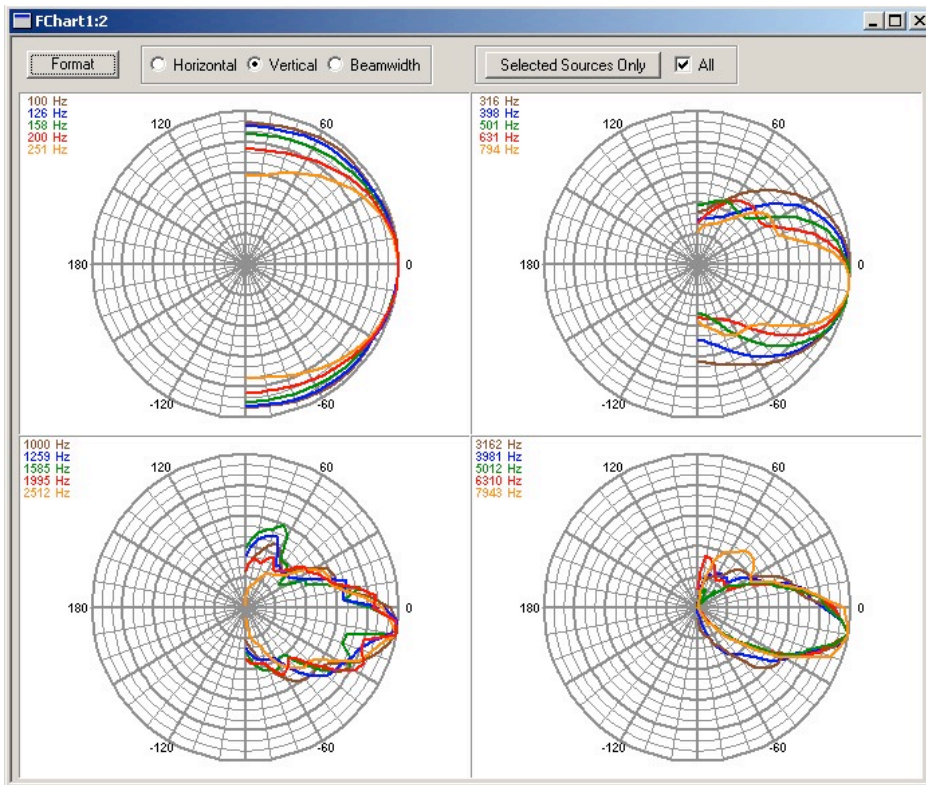 FChart1:2
Format Horizontal Vertical Beamwidth Selected Sources Only All
100 Hz
126 Hz
158 Hz
200 Hz
251 Hz
120 60
180 0
-120 -60
316 Hz
398 Hz
501 Hz
631 Hz
794 Hz
120 60
180 0
-120 -60
1000 Hz
1259 Hz
1585 Hz
1995 Hz
2512 Hz
120 60
180 0
-120 -60
3162 Hz
3981 Hz
5012 Hz
6310 Hz
7943 Hz
120 60
180 0
-120 -60